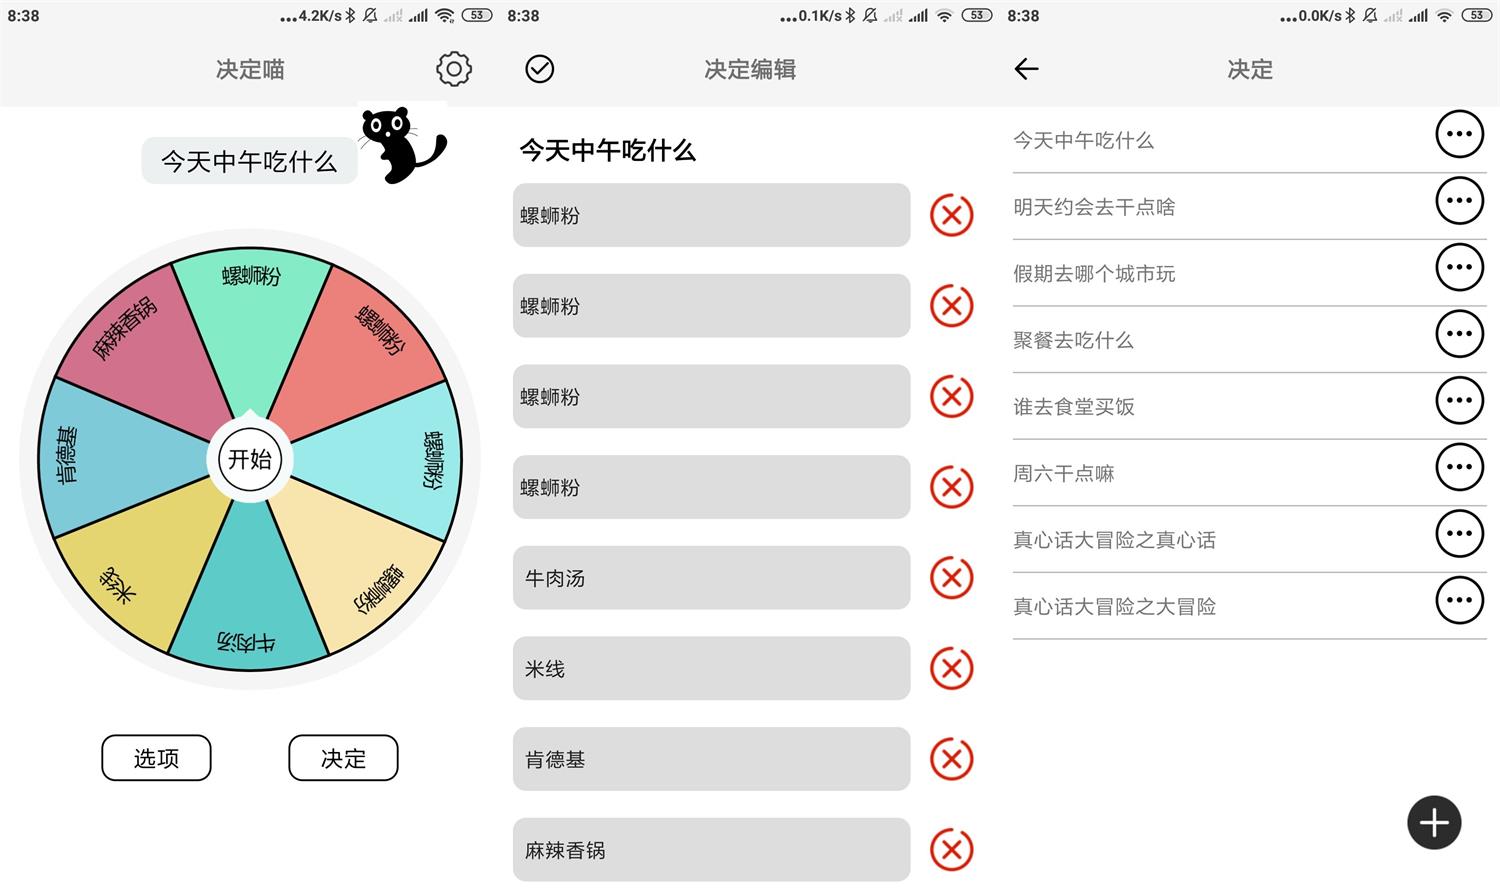 8:38
...4.2K/s
53
决定喵
今天中午吃什么
螺蛳粉
螺蛳粉
螺蛳粉
螺蛳粉
牛肉汤
米线
肯德基
麻辣香锅
开始
选项
决定
8:38
...0.1K/s
53
决定编辑
今天中午吃什么
螺蛳粉
螺蛳粉
螺蛳粉
螺蛳粉
牛肉汤
米线
肯德基
麻辣香锅
8:38
...0.0K/s
53
决定
今天中午吃什么
明天约会去干点啥
假期去哪个城市玩
聚餐去吃什么
谁去食堂买饭
周六干点嘛
真心话大冒险之真心话
真心话大冒险之大冒险